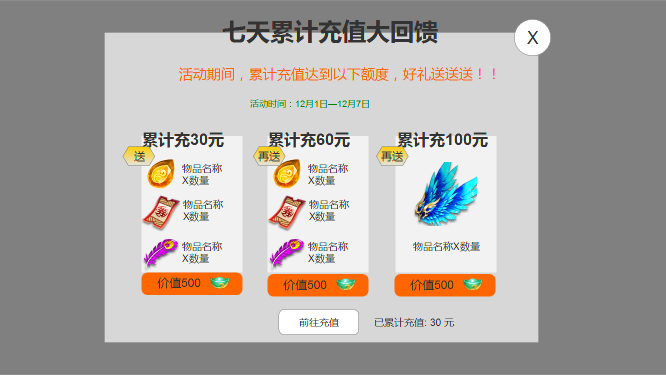 七天累计充值大回馈
X
活动期间，累计充值达到以下额度，好礼送送送！！
活动时间：12月1日—12月7日
累计充30元
送
物品名称
X数量
物品名称
X数量
物品名称
X数量
价值500
累计充60元
再送
物品名称
X数量
物品名称
X数量
物品名称
X数量
价值500
累计充100元
再送
物品名称X数量
价值500
前往充值
已累计充值: 30 元